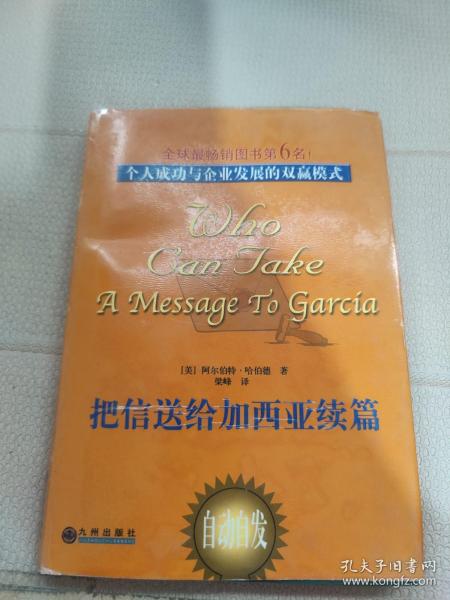 全球最畅销图书第6名!
个人成功与企业发展的双赢模式
Who
Can Take
A Message To Garcia
[美] 阿尔伯特·哈伯德 著
梁峰 译
把信送给加西亚续篇
自动自发
九州出版社
孔夫子旧书网
www.kongfz.com